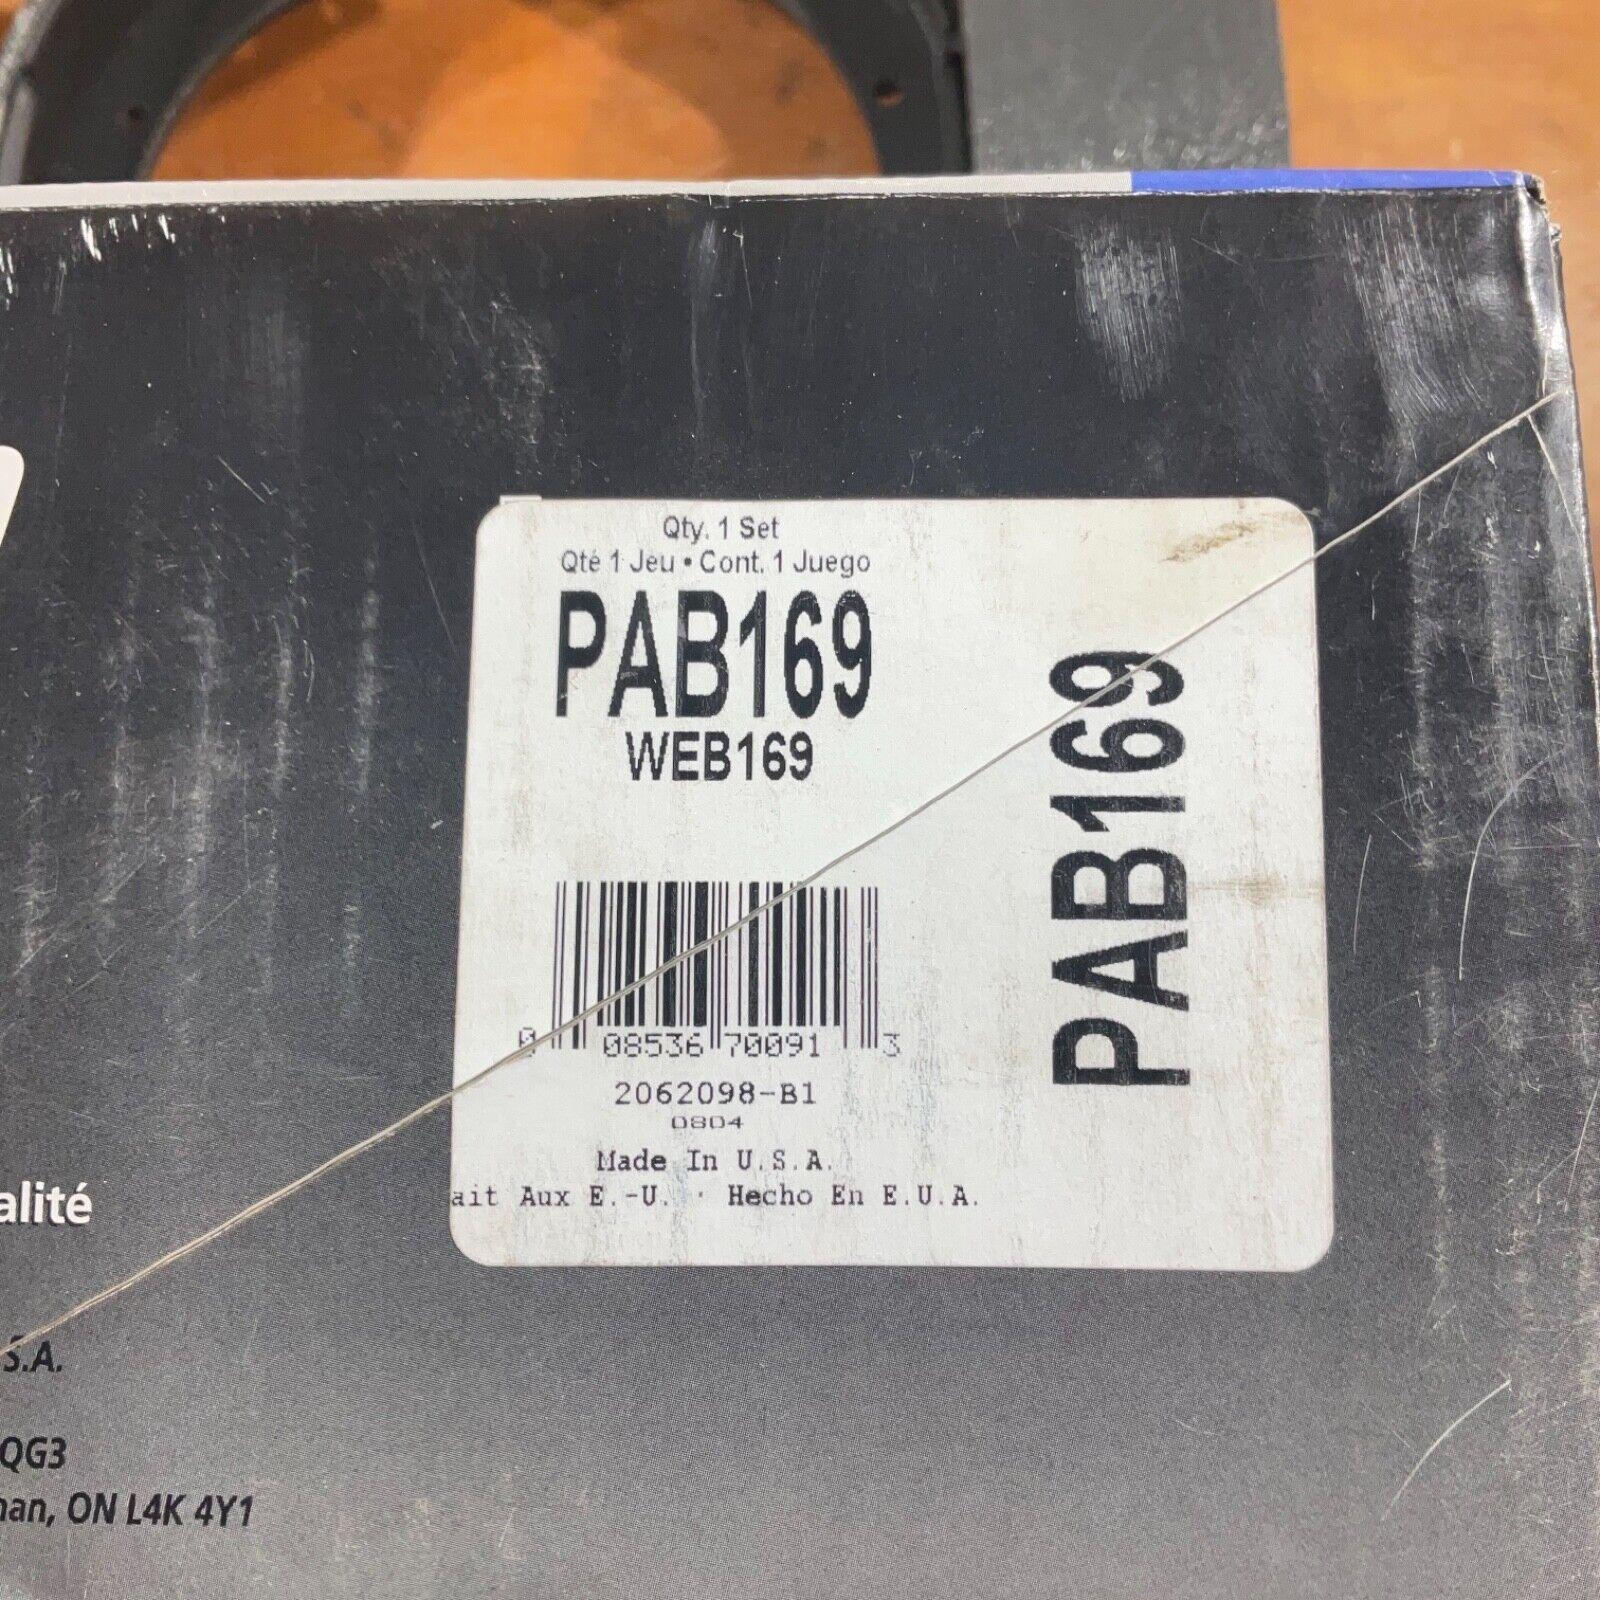 Qty. 1 Set
Qté 1 Jeu • Cont. 1 Juego
PAB169
WEB169
PAB169
0 08536 70091 3
2062098-B1
0804
Made In U.S.A.
ait Aux E.-U. · Hecho En E.U.A.
alité
S.A.
QG3
nan, ON L4K 4Y1